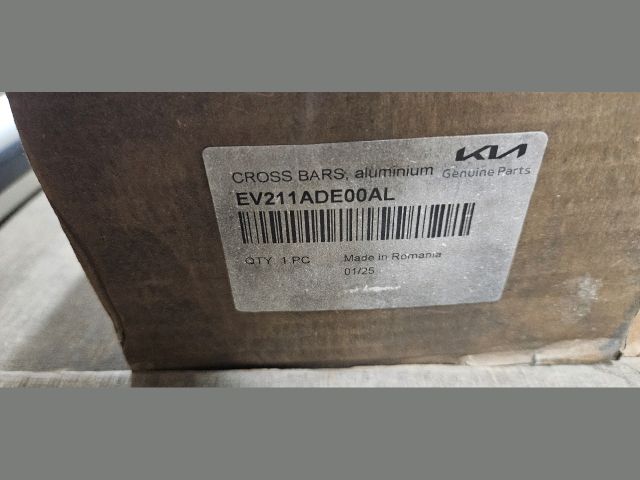 CROSS BARS, aluminium
KIA
Genuine Parts
EV211ADE00AL
QTY. 1 PC
Made in Romania
01/25